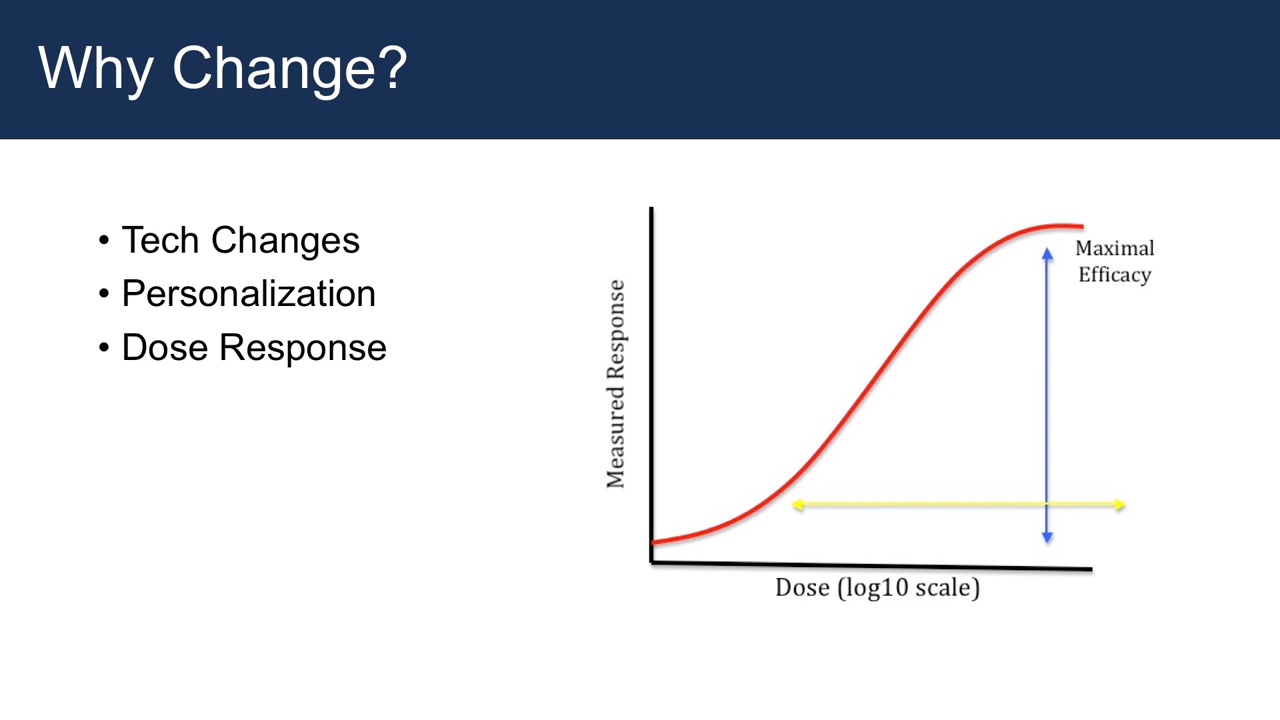 Why Change?
• Tech Changes
• Personalization
• Dose Response
Measured Response
Maximal
Efficacy
Dose (log10 scale)